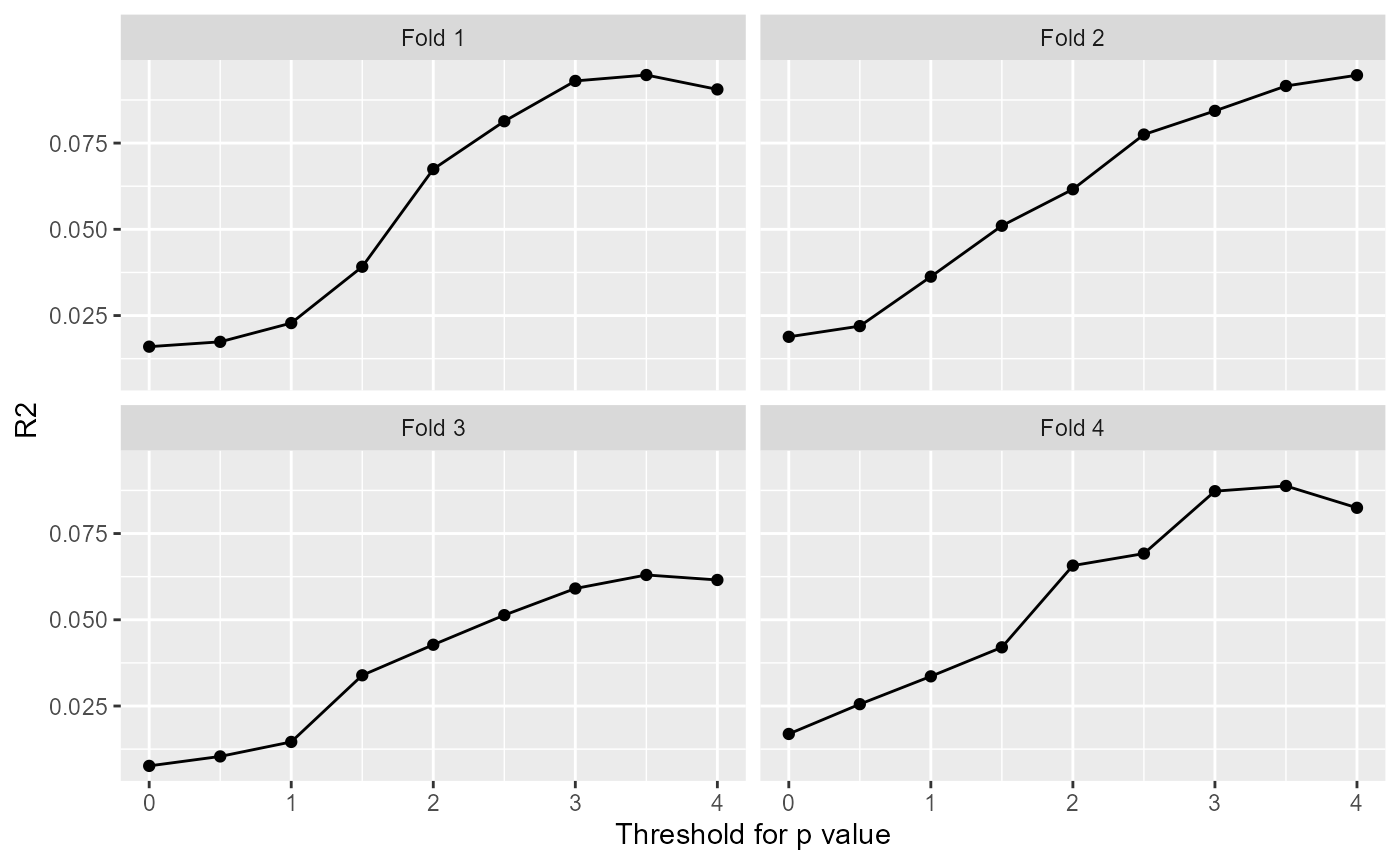 Fold 1
Fold 2
0.075
0.050
0.025
R2
Fold 3
Fold 4
0.075
0.050
0.025
0 1 2 3 4
0 1 2 3 4
Threshold for p value